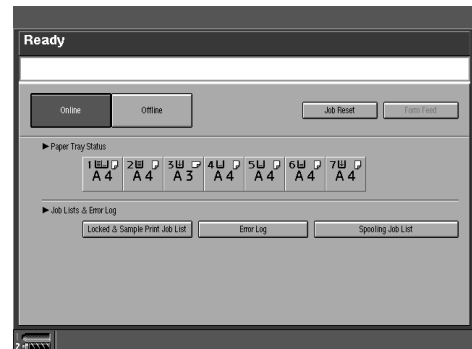 Ready
Online Offline Job Reset Form Feed
►Paper Tray Status
1 2 3 4 5 6 7
A4 A4 A3 A4 A4 A4 A4
►Job Lists & Error Log
Locked & Sample Print Job List Error Log Spooling Job List
1
2